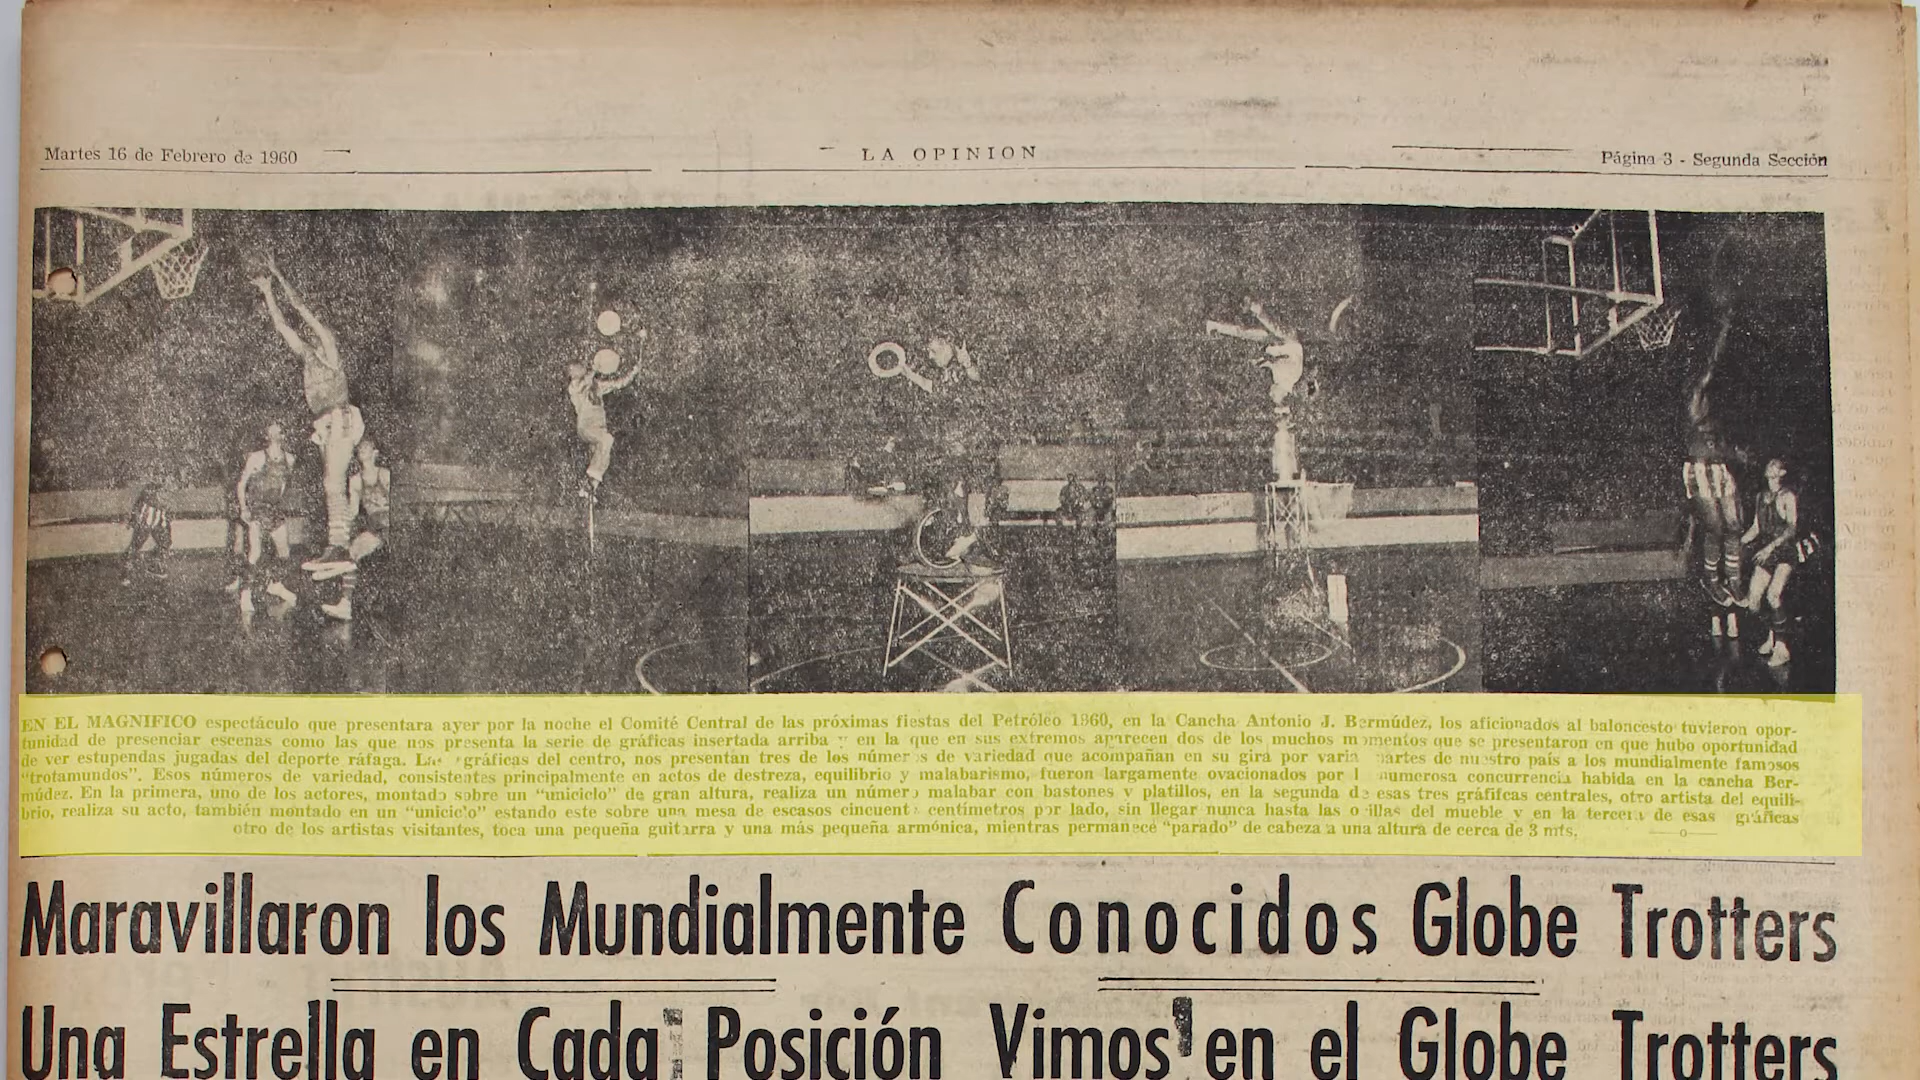 Martes 16 de Febrero de 1960
LA OPINION
Página 3 - Segunda Sección
EN EL MAGNIFICO espectáculo que presentara ayer por la noche el Comité Central de las próximas fiestas del Petróleo 1960, en la Cancha Antonio J. Bermúdez, los aficionados al baloncesto tuvieron opor-
tunidad de presenciar escenas como las que nos presenta la serie de gráficas insertada arriba y en la que en sus extremos aparecen dos de los muchos momentos que se presentaron en que hubo oportunidad
de ver estupendas jugadas del deporte ráfaga. Las gráficas del centro, nos presentan tres de los números de variedad que acompañan en su gira por varia partes de nuestro país a los mundialmente famosos
"trotamundos". Esos números de variedad, consistentes principalmente en actos de destreza, equilibrio y malabarismo, fueron largamente ovacionados por l numerosa concurrencia habida en la cancha Ber-
múdez. En la primera, uno de los actores, montado sobre un "uniciclo" de gran altura, realiza un número malabar con bastones y platillos, en la segunda de esas tres gráfifcas centrales, otro artista del equili-
brio, realiza su acto, también montado en un "unicic'o" estando este sobre una mesa de escasos cincuenta centímetros por lado, sin llegar nunca hasta las orillas del mueble y en la tercera de esas gráficas
otro de los artistas visitantes, toca una pequeña guitarra y una más pequeña armónica, mientras permanece "parado" de cabeza a una altura de cerca de 3 mts.
Maravillaron los Mundialmente Conocidos Globe Trotters
Una Estrella en Cada Posición Vimos en el Globe Trotters